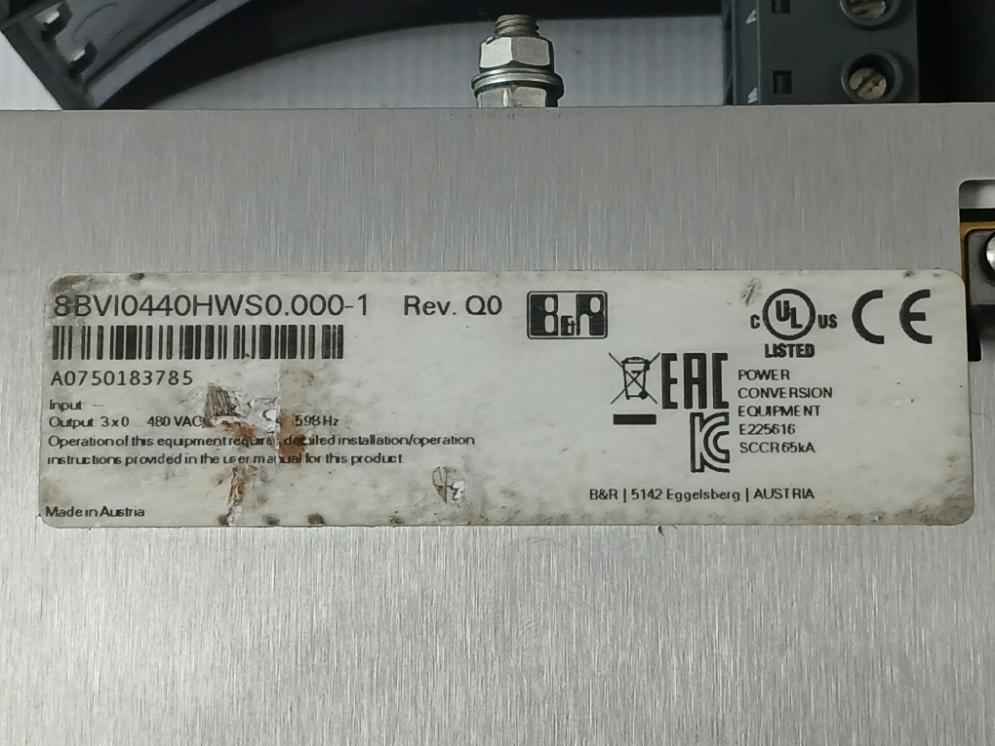 8BVI0440HWS0.000-1 Rev. Q0 B&R
C UL US CE
LISTED
A0750183785
EAC
POWER
CONVERSION
EQUIPMENT
E225616
SCCR 65kA
Input: ---
Output: 3 x 0 480 VAC 598 Hz
Operation of this equipment requires detailed installation/operation
instructions provided in the user manual for this product
B&R | 5142 Eggelsberg | AUSTRIA
Made in Austria